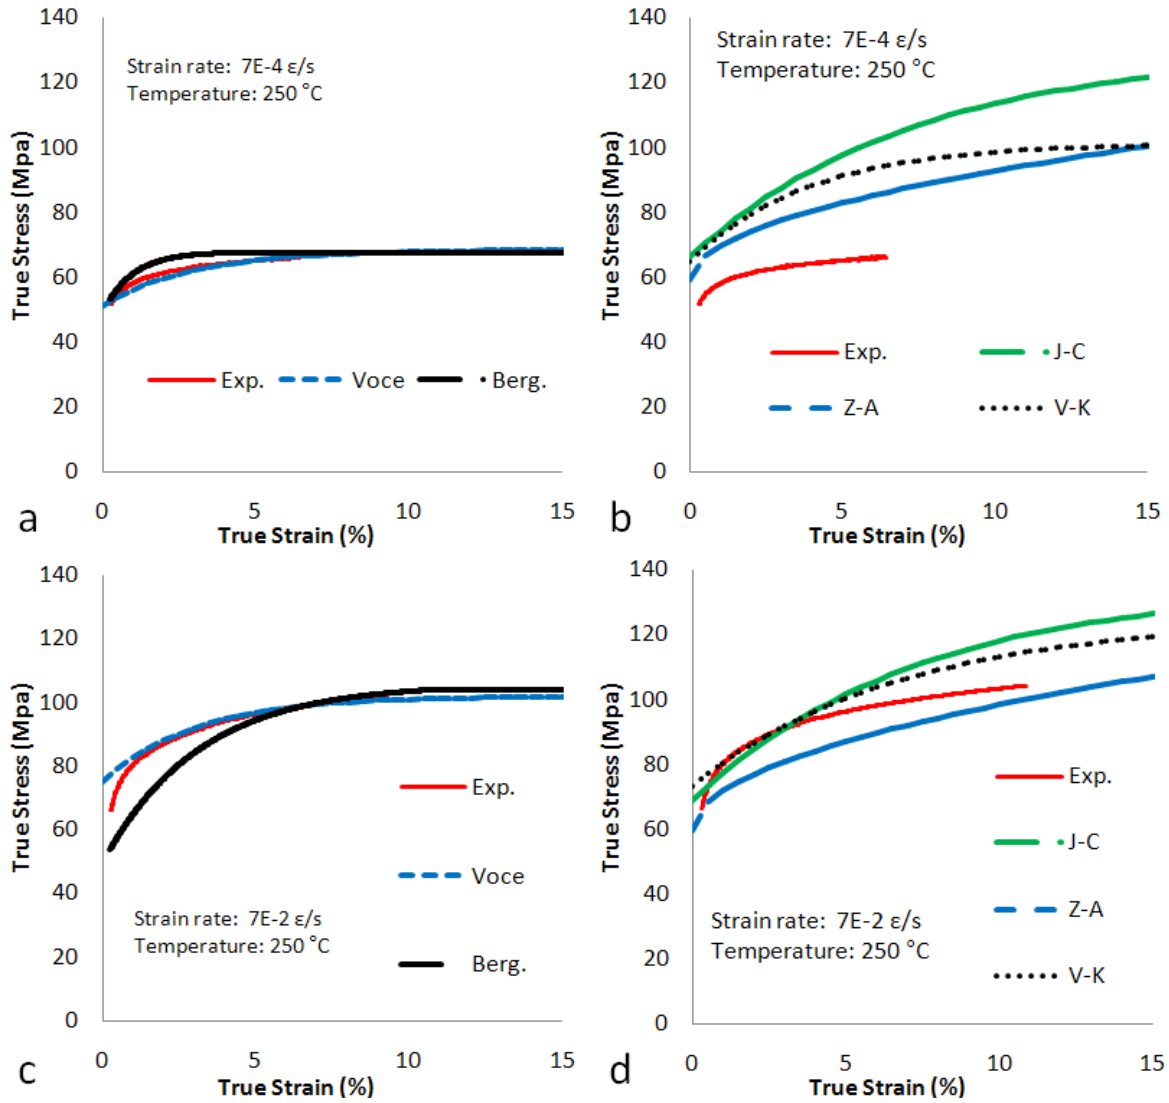 140
120
100
80
60
40
20
0
True Stress (Mpa)
Strain rate: 7E-4 ε/s
Temperature: 250 °C
Exp.
Voce
Berg.
0
5
10
15
True Strain (%)
a
140
120
100
80
60
40
20
0
True Stress (Mpa)
Strain rate: 7E-4 ε/s
Temperature: 250 °C
Exp.
J-C
Z-A
V-K
0
5
10
15
True Strain (%)
b
140
120
100
80
60
40
20
0
True Stress (Mpa)
Exp.
Voce
Strain rate: 7E-2 ε/s
Temperature: 250 °C
Berg.
0
5
10
15
True Strain (%)
c
140
120
100
80
60
40
20
0
True Stress (Mpa)
Exp.
J-C
Z-A
Strain rate: 7E-2 ε/s
Temperature: 250 °C
V-K
0
5
10
15
True Strain (%)
d